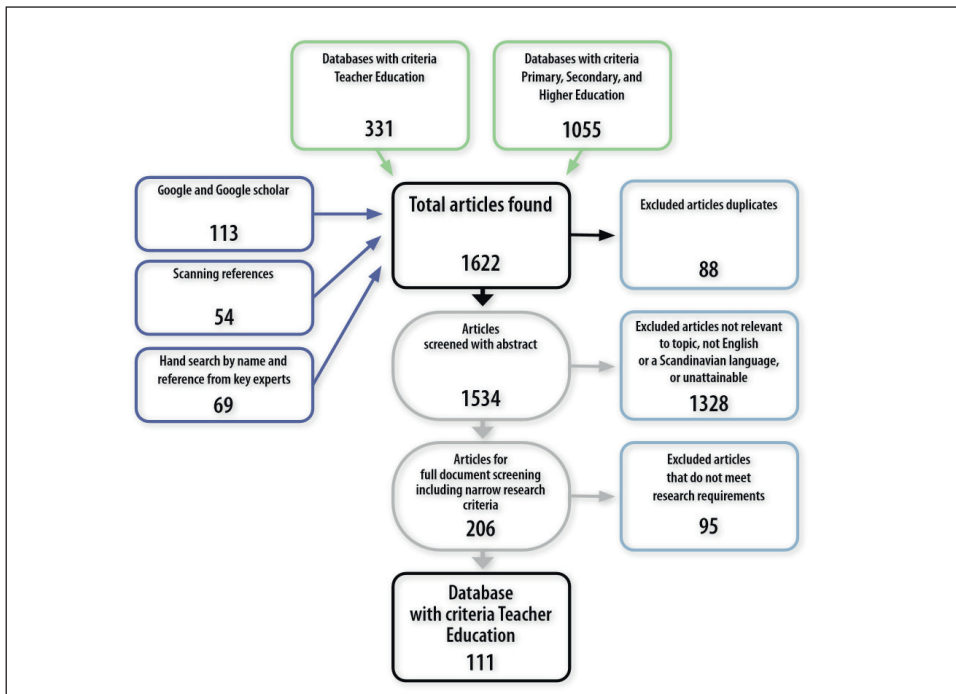 Databases with criteria
Teacher Education
331
Databases with criteria
Primary, Secondary, and
Higher Education
1055
Google and Google scholar
113
Scanning references
54
Hand search by name and
reference from key experts
69
Total articles found
1622
Excluded articles duplicates
88
Articles
screened with abstract
1534
Excluded articles not relevant
to topic, not English
or a Scandinavian language,
or unattainable
1328
Articles for
full document screening
including narrow research
criteria
206
Excluded articles
that do not meet
research requirements
95
Database
with criteria Teacher
Education
111